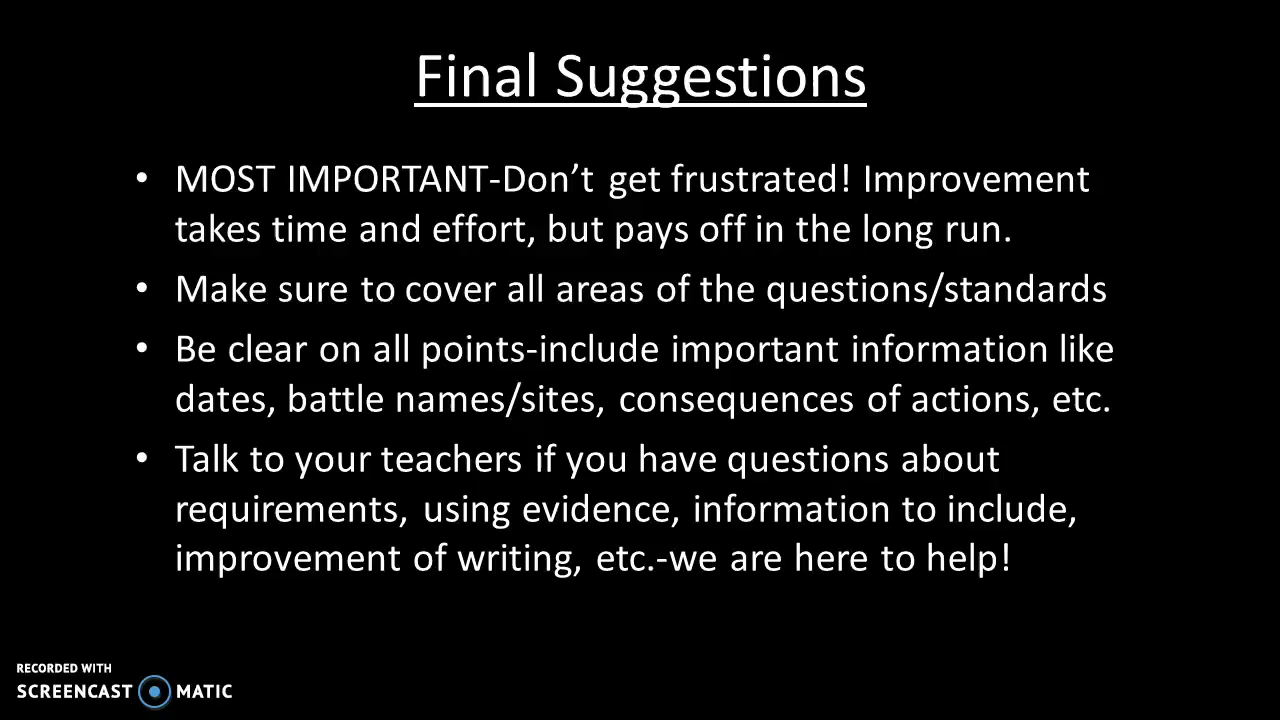 Final Suggestions
• MOST IMPORTANT-Don’t get frustrated! Improvement
takes time and effort, but pays off in the long run.
• Make sure to cover all areas of the questions/standards
• Be clear on all points-include important information like
dates, battle names/sites, consequences of actions, etc.
• Talk to your teachers if you have questions about
requirements, using evidence, information to include,
improvement of writing, etc.-we are here to help!
RECORDED WITH
SCREENCAST MATIC